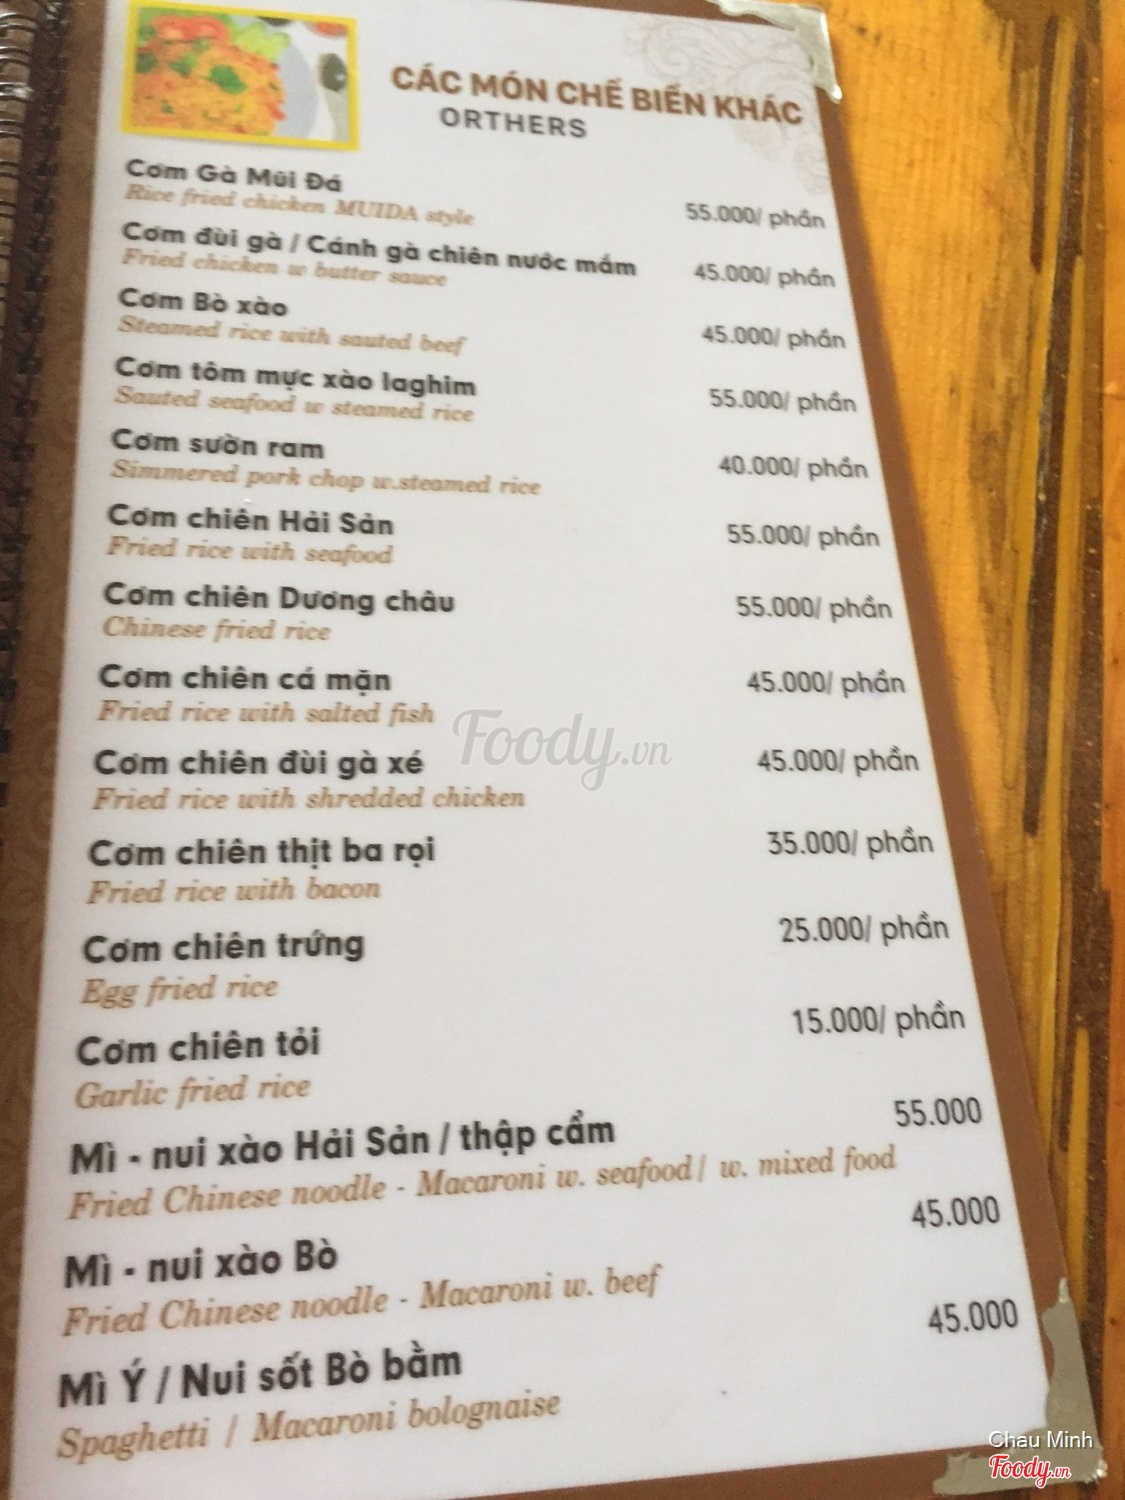 CÁC MÓN CHẾ BIẾN KHÁC
ORTHERS
Cơm Gà Mũi Đá
Rice fried chicken MUIDA style
55.000/ phần
Cơm đùi gà / Cánh gà chiên nước mắm
Fried chicken w butter sauce
45.000/ phần
Cơm Bò xào
Steamed rice with sauted beef
45.000/ phần
Cơm tôm mực xào laghim
Sauted seafood w steamed rice
55.000/ phần
Cơm sườn ram
Simmered pork chop w.steamed rice
40.000/ phần
Cơm chiên Hải Sản
Fried rice with seafood
55.000/ phần
Cơm chiên Dương châu
Chinese fried rice
55.000/ phần
Cơm chiên cá mặn
Fried rice with salted fish
45.000/ phần
Cơm chiên đùi gà xé
Fried rice with shredded chicken
45.000/ phần
Cơm chiên thịt ba rọi
Fried rice with bacon
35.000/ phần
Cơm chiên trứng
Egg fried rice
25.000/ phần
Cơm chiên tỏi
Garlic fried rice
15.000/ phần
Mì - nui xào Hải Sản / thập cẩm
Fried Chinese noodle - Macaroni w. seafood/ w. mixed food
55.000
Mì - nui xào Bò
Fried Chinese noodle - Macaroni w. beef
45.000
Mì Ý / Nui sốt Bò bằm
Spaghetti / Macaroni bolognaise
45.000
Foody.vn
Chau Minh
Foody.vn